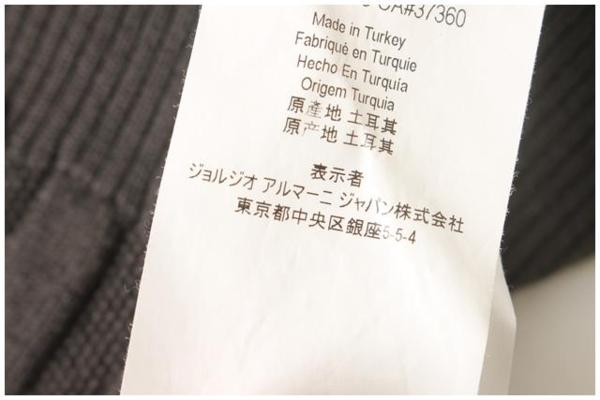 CA#37360
Made in Turkey
Fabriqué en Turquie
Hecho En Turquía
Origem Turquia
原產地 土耳其
原产地 土耳其
表示者
ジョルジオ アルマーニ ジャパン株式会社
東京都中央区銀座5-5-4